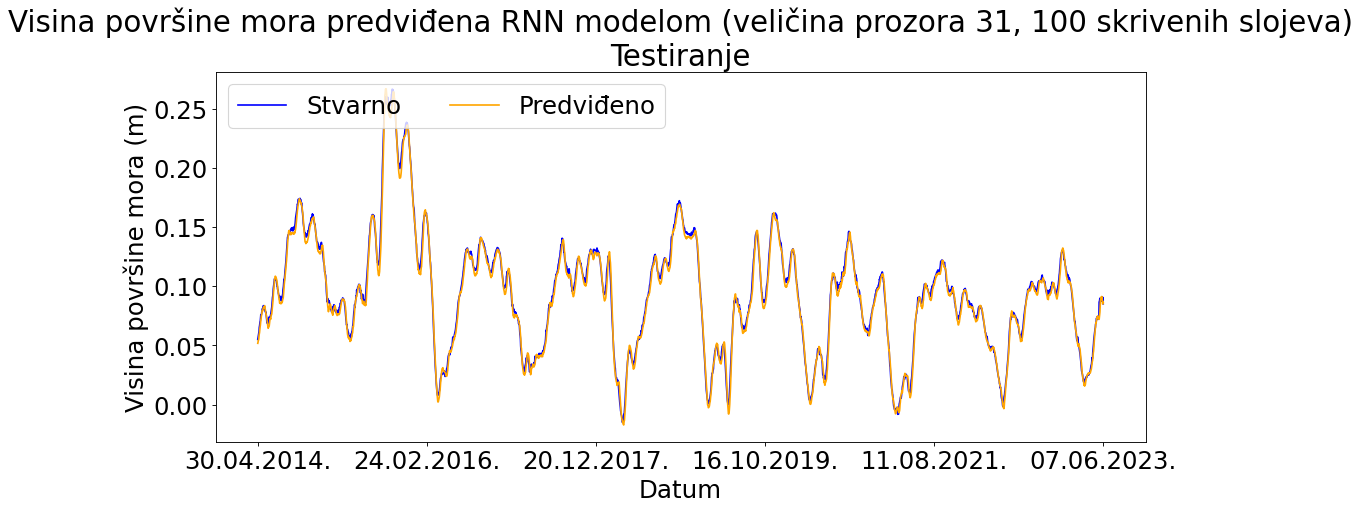 Visina površine mora predviđena RNN modelom (veličina prozora 31, 100 skrivenih slojeva)
Testiranje
Stvarno Predviđeno
Visina površine mora (m)
0.25
0.20
0.15
0.10
0.05
0.00
30.04.2014. 24.02.2016. 20.12.2017. 16.10.2019. 11.08.2021. 07.06.2023.
Datum